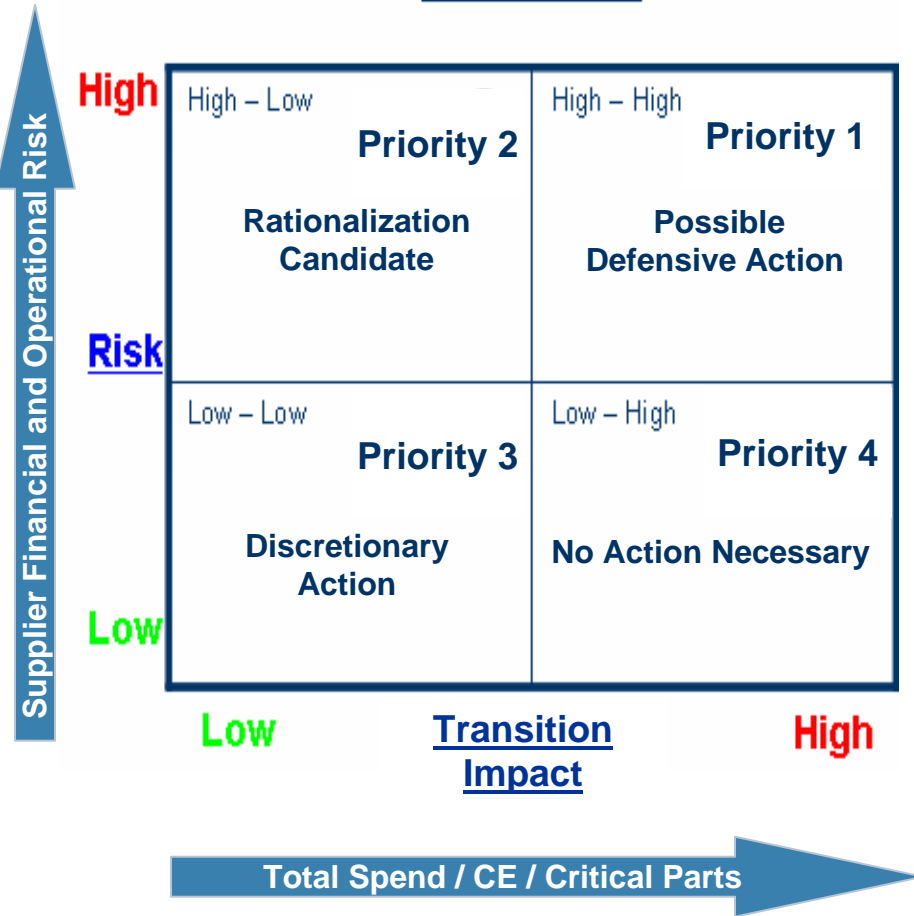 Supplier Financial and Operational Risk
High
High – Low
Priority 2
Rationalization
Candidate
High – High
Priority 1
Possible
Defensive Action
Risk
Low – Low
Priority 3
Discretionary
Action
Low – High
Priority 4
No Action Necessary
Low
Low
Transition
Impact
High
Total Spend / CE / Critical Parts